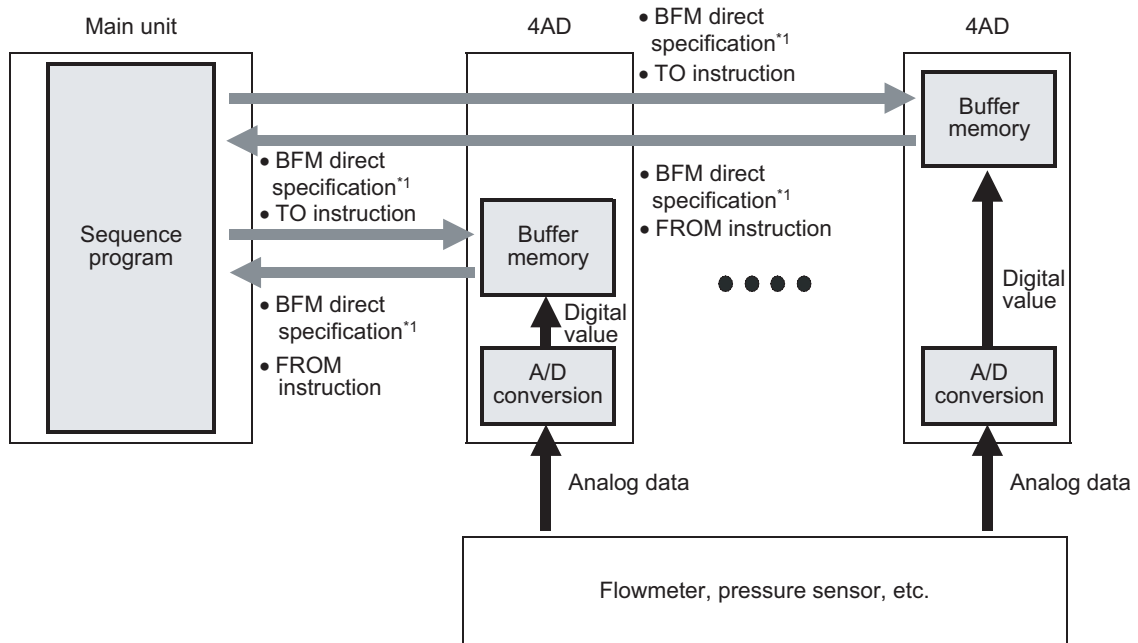 Main unit
4AD
• BFM direct
specification*1
• TO instruction
4AD
Sequence
program
Buffer
memory
• BFM direct
specification*1
• TO instruction
• BFM direct
specification*1
• FROM instruction
Buffer
memory
• BFM direct
specification*1
• FROM
instruction
Digital
value
Digital
value
A/D
conversion
A/D
conversion
Analog data
Analog data
Flowmeter, pressure sensor, etc.